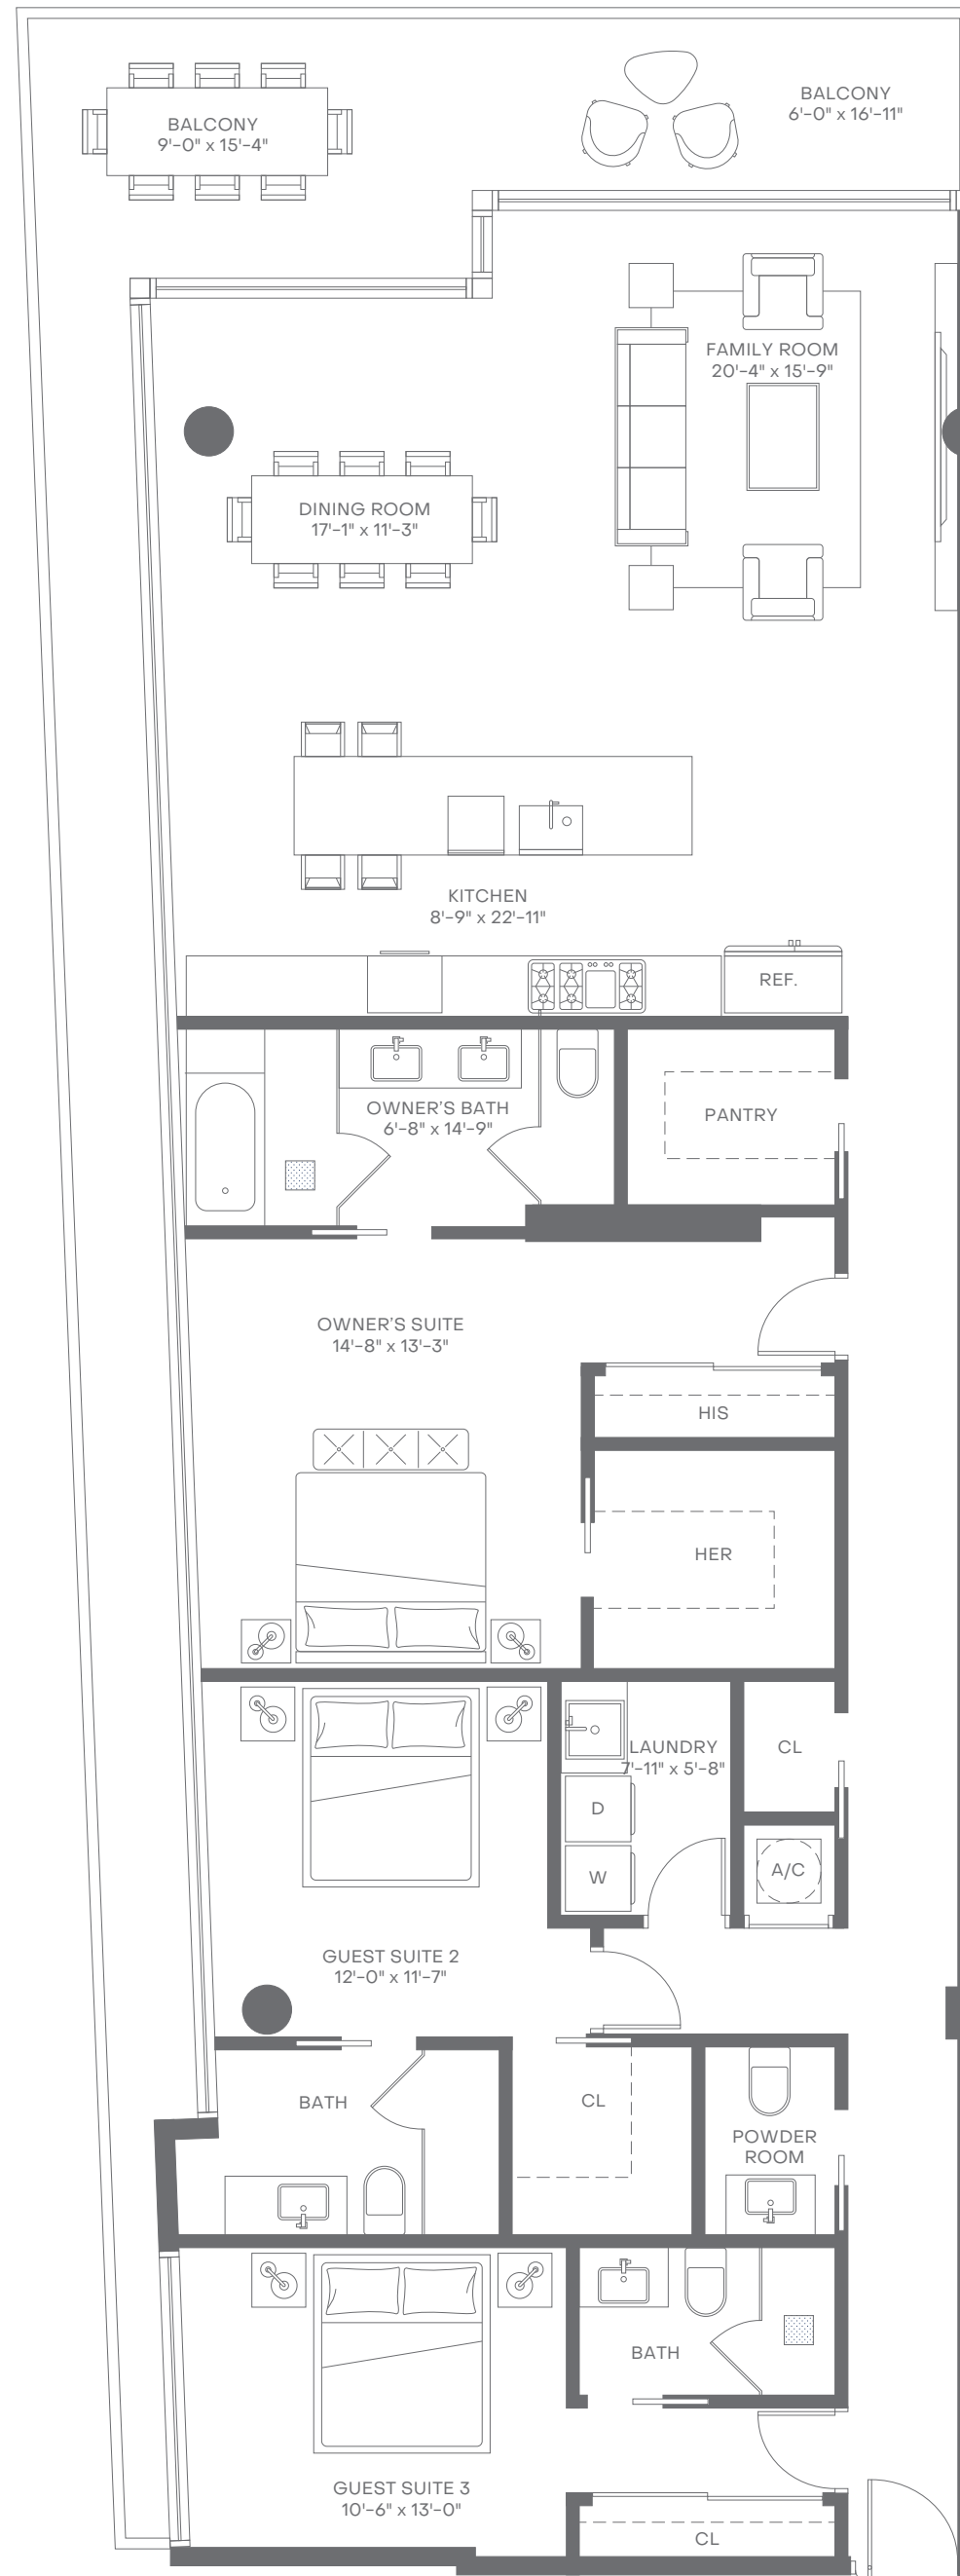 BALCONY
9'-0" x 15'-4"
BALCONY
6'-0" x 16'-11"
FAMILY ROOM
20'-4" x 15'-9"
DINING ROOM
17'-1" x 11'-3"
KITCHEN
8'-9" x 22'-11"
REF.
OWNER'S BATH
6'-8" x 14'-9"
PANTRY
OWNER'S SUITE
14'-8" x 13'-3"
HIS
HER
LAUNDRY
7'-11" x 5'-8"
CL
D
W
A/C
GUEST SUITE 2
12'-0" x 11'-7"
BATH
CL
POWDER
ROOM
BATH
GUEST SUITE 3
10'-6" x 13'-0"
CL